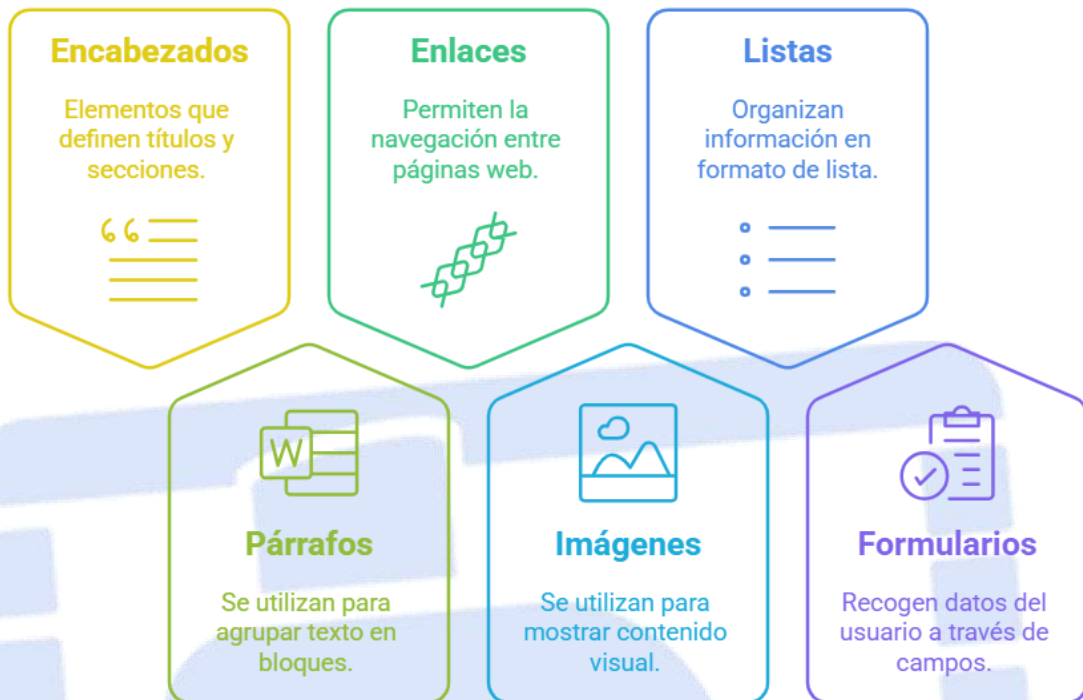 Encabezados
Elementos que
definen títulos y
secciones.
Enlaces
Permiten la
navegación entre
páginas web.
Listas
Organizan
información en
formato de lista.
W
Párrafos
Se utilizan para
agrupar texto en
bloques.
Imágenes
Se utilizan para
mostrar contenido
visual.
Formularios
Recogen datos del
usuario a través de
campos.